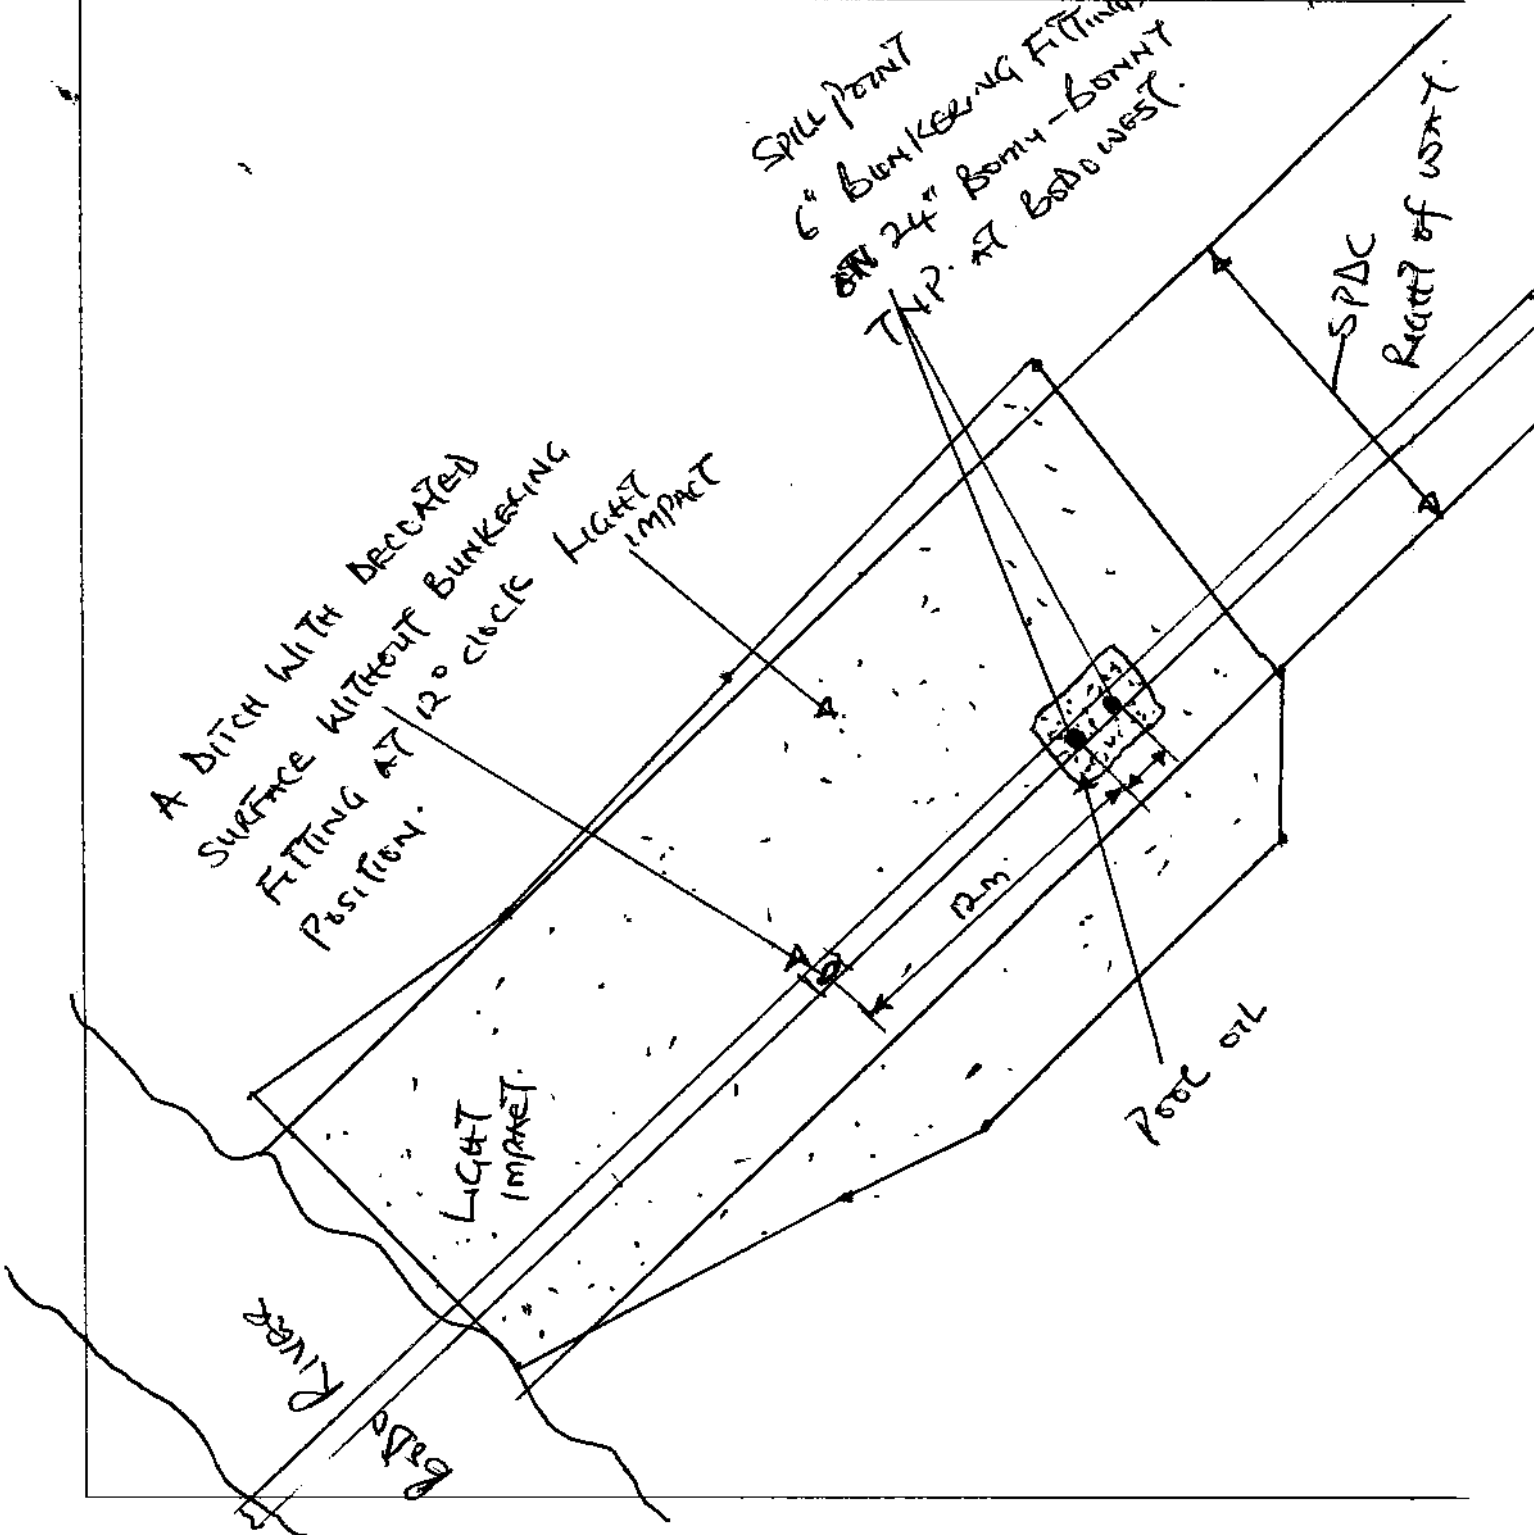 SPILL POINT
6" BUNKERING FITTINGS
ON 24" BOMU-BONNY
TNP. AT BODO WEST.
SPDC
RIGHT of WAY.
A DITCH WITH DECOATED
SURFACE WITHOUT BUNKERING
FITTING AT 12° CLOCK
POSITION.
LIGHT
IMPACT
12m
POOL OIL
LIGHT
IMPACT.
BODO
RIVER